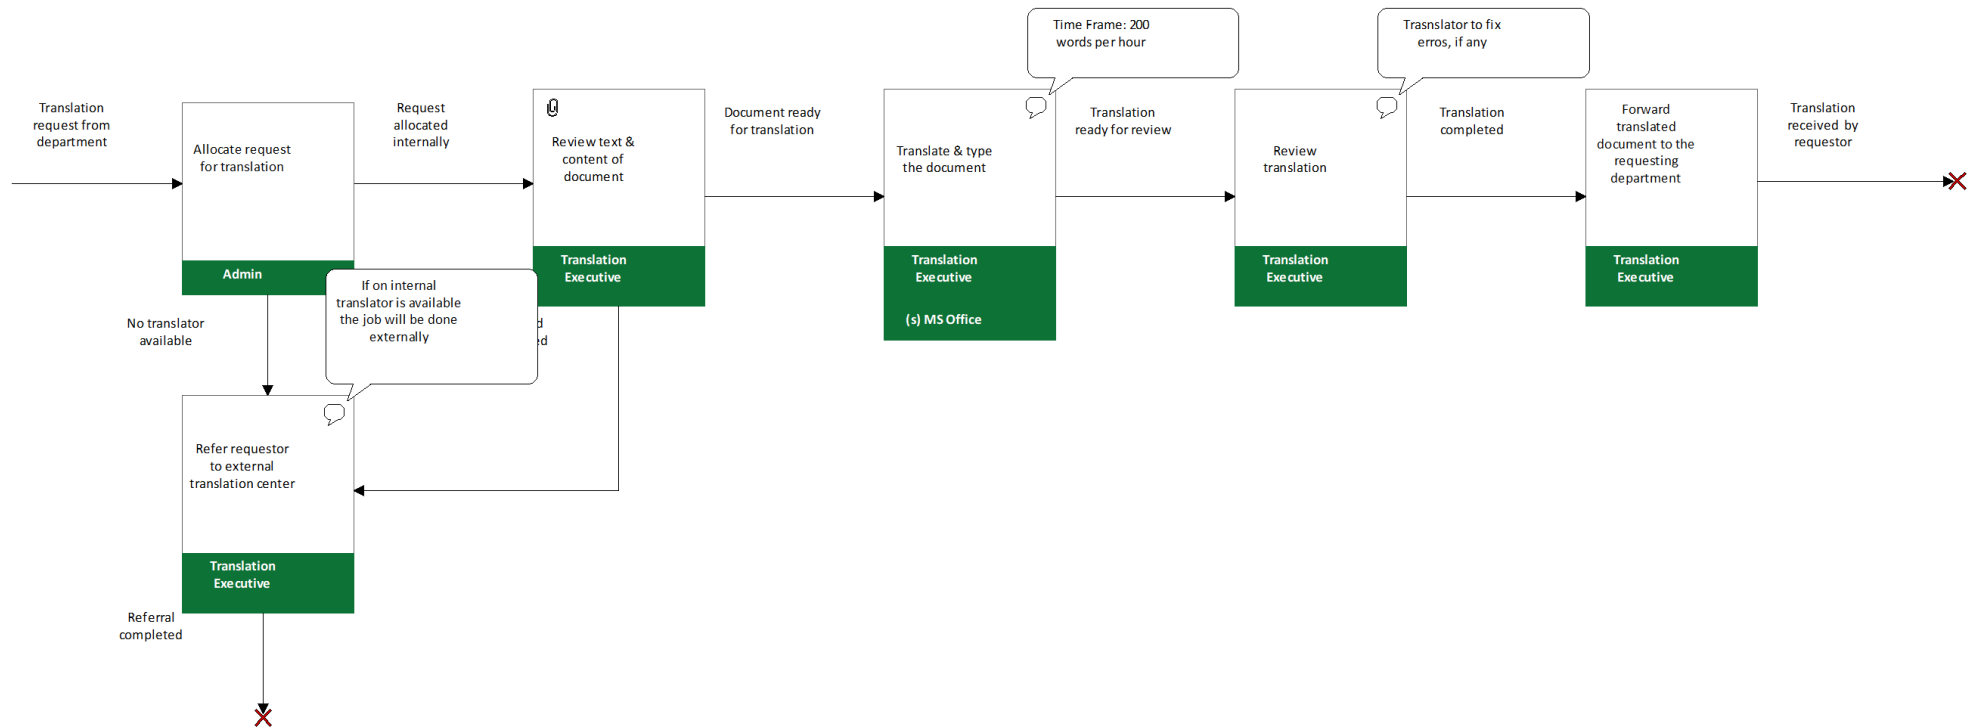 Time Frame: 200
words per hour
Trasnslator to fix
erros, if any
Translation
request from
department
Allocate request
for translation
Admin
Request
allocated
internally
Review text &
content of
document
Translation
Executive
Document ready
for translation
Translate & type
the document
Translation
Executive
(s) MS Office
Translation
ready for review
Review
translation
Translation
Executive
Translation
completed
Forward
translated
document to the
requesting
department
Translation
Executive
Translation
received by
requestor
If on internal
translator is available
the job will be done
externally
No translator
available
Refer requestor
to external
translation center
Translation
Executive
Referral
completed